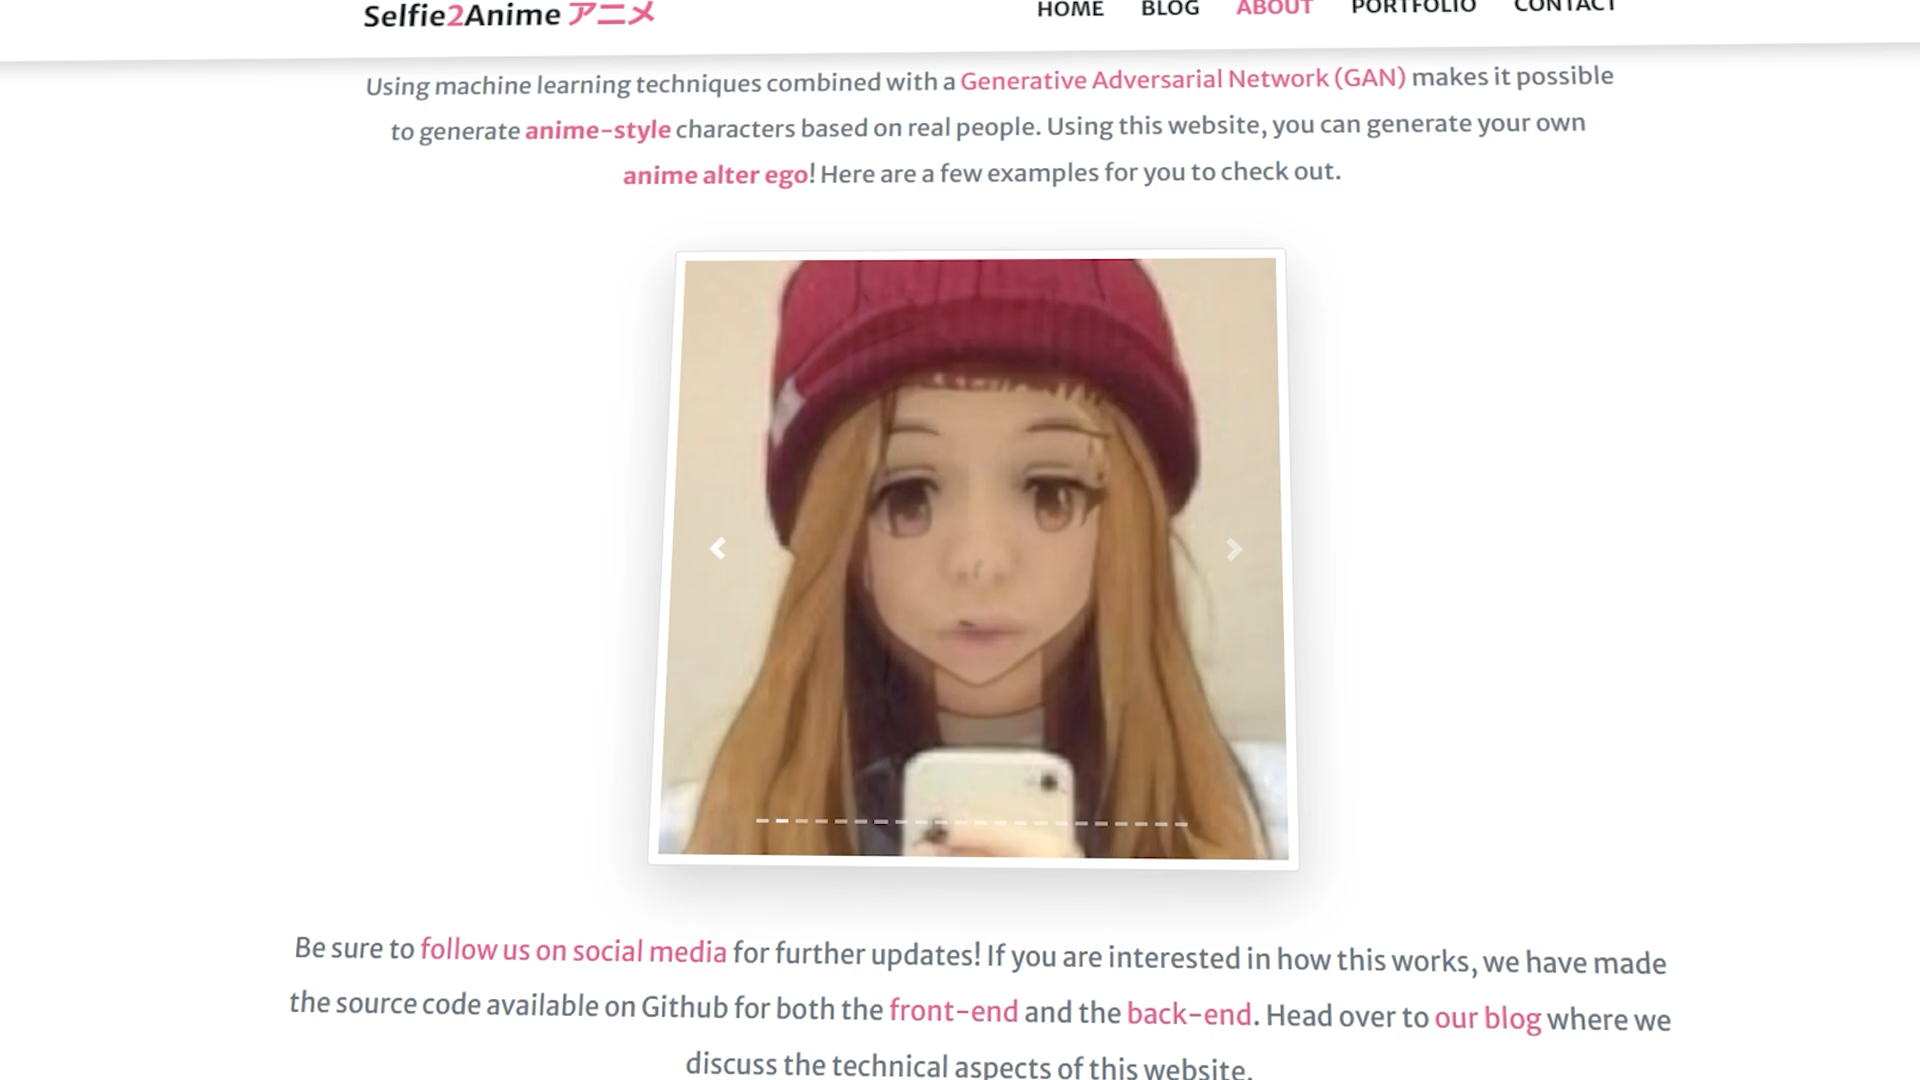 Selfie2Anime アニメ
HOME BLOG ABOUT PORTFOLIO CONTACT
Using machine learning techniques combined with a Generative Adversarial Network (GAN) makes it possible
to generate anime-style characters based on real people. Using this website, you can generate your own
anime alter ego! Here are a few examples for you to check out.
Be sure to follow us on social media for further updates! If you are interested in how this works, we have made
the source code available on Github for both the front-end and the back-end. Head over to our blog where we
discuss the technical aspects of this website.